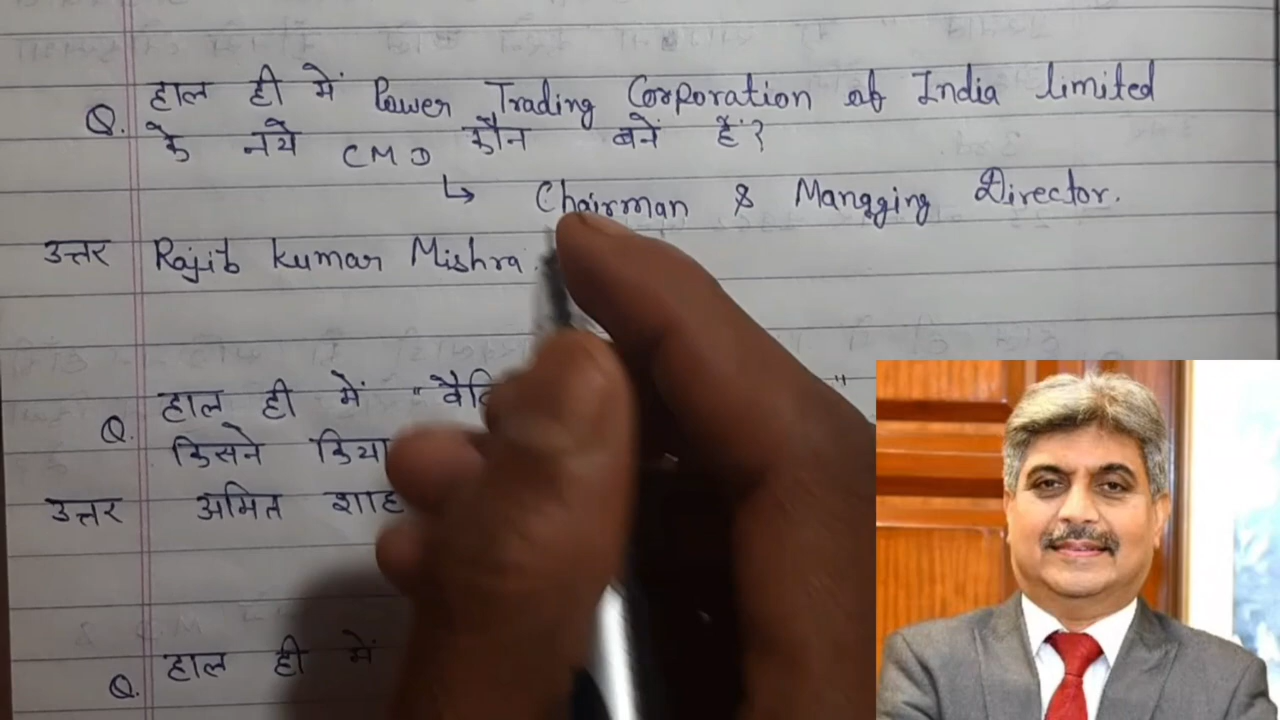 Q. हाल ही में Power Trading Corporation of India limited
के नये CMD कौन बनें हैं?
↳ Chairman & Managging Director.
उत्तर Rajib kumar Mishra.
Q. हाल ही में "
किसने किया
उत्तर अमित शाह
Q. हाल ही में